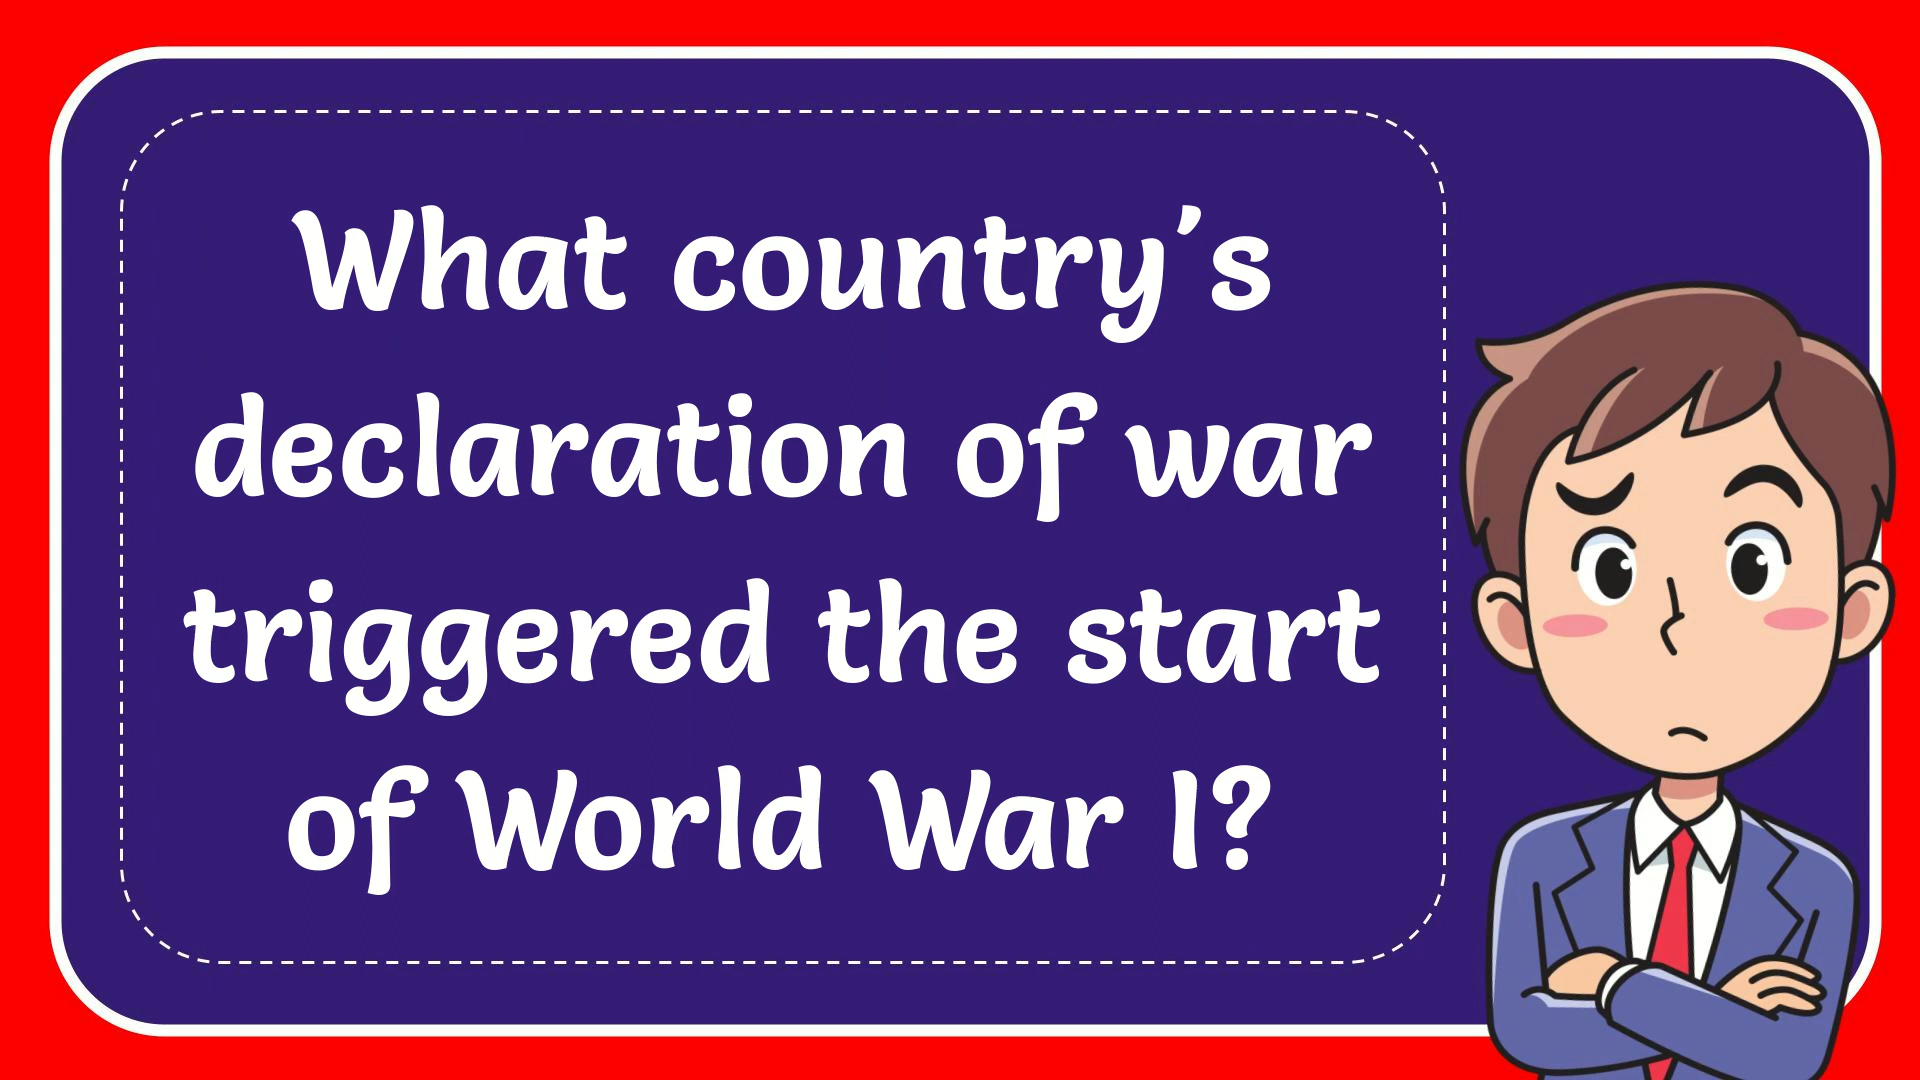 What country's
declaration of war
triggered the start
of World War I?